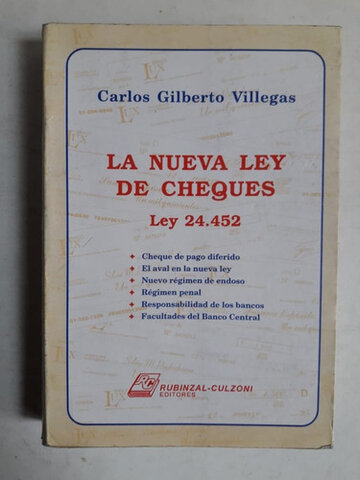 Carlos Gilberto Villegas
LA NUEVA LEY
DE CHEQUES
Ley 24.452
Cheque de pago diferido
El aval en la nueva ley
Nuevo régimen de endoso
Régimen penal
Responsabilidad de los bancos
Facultades del Banco Central
RC
RUBINZAL-CULZONI
EDITORES